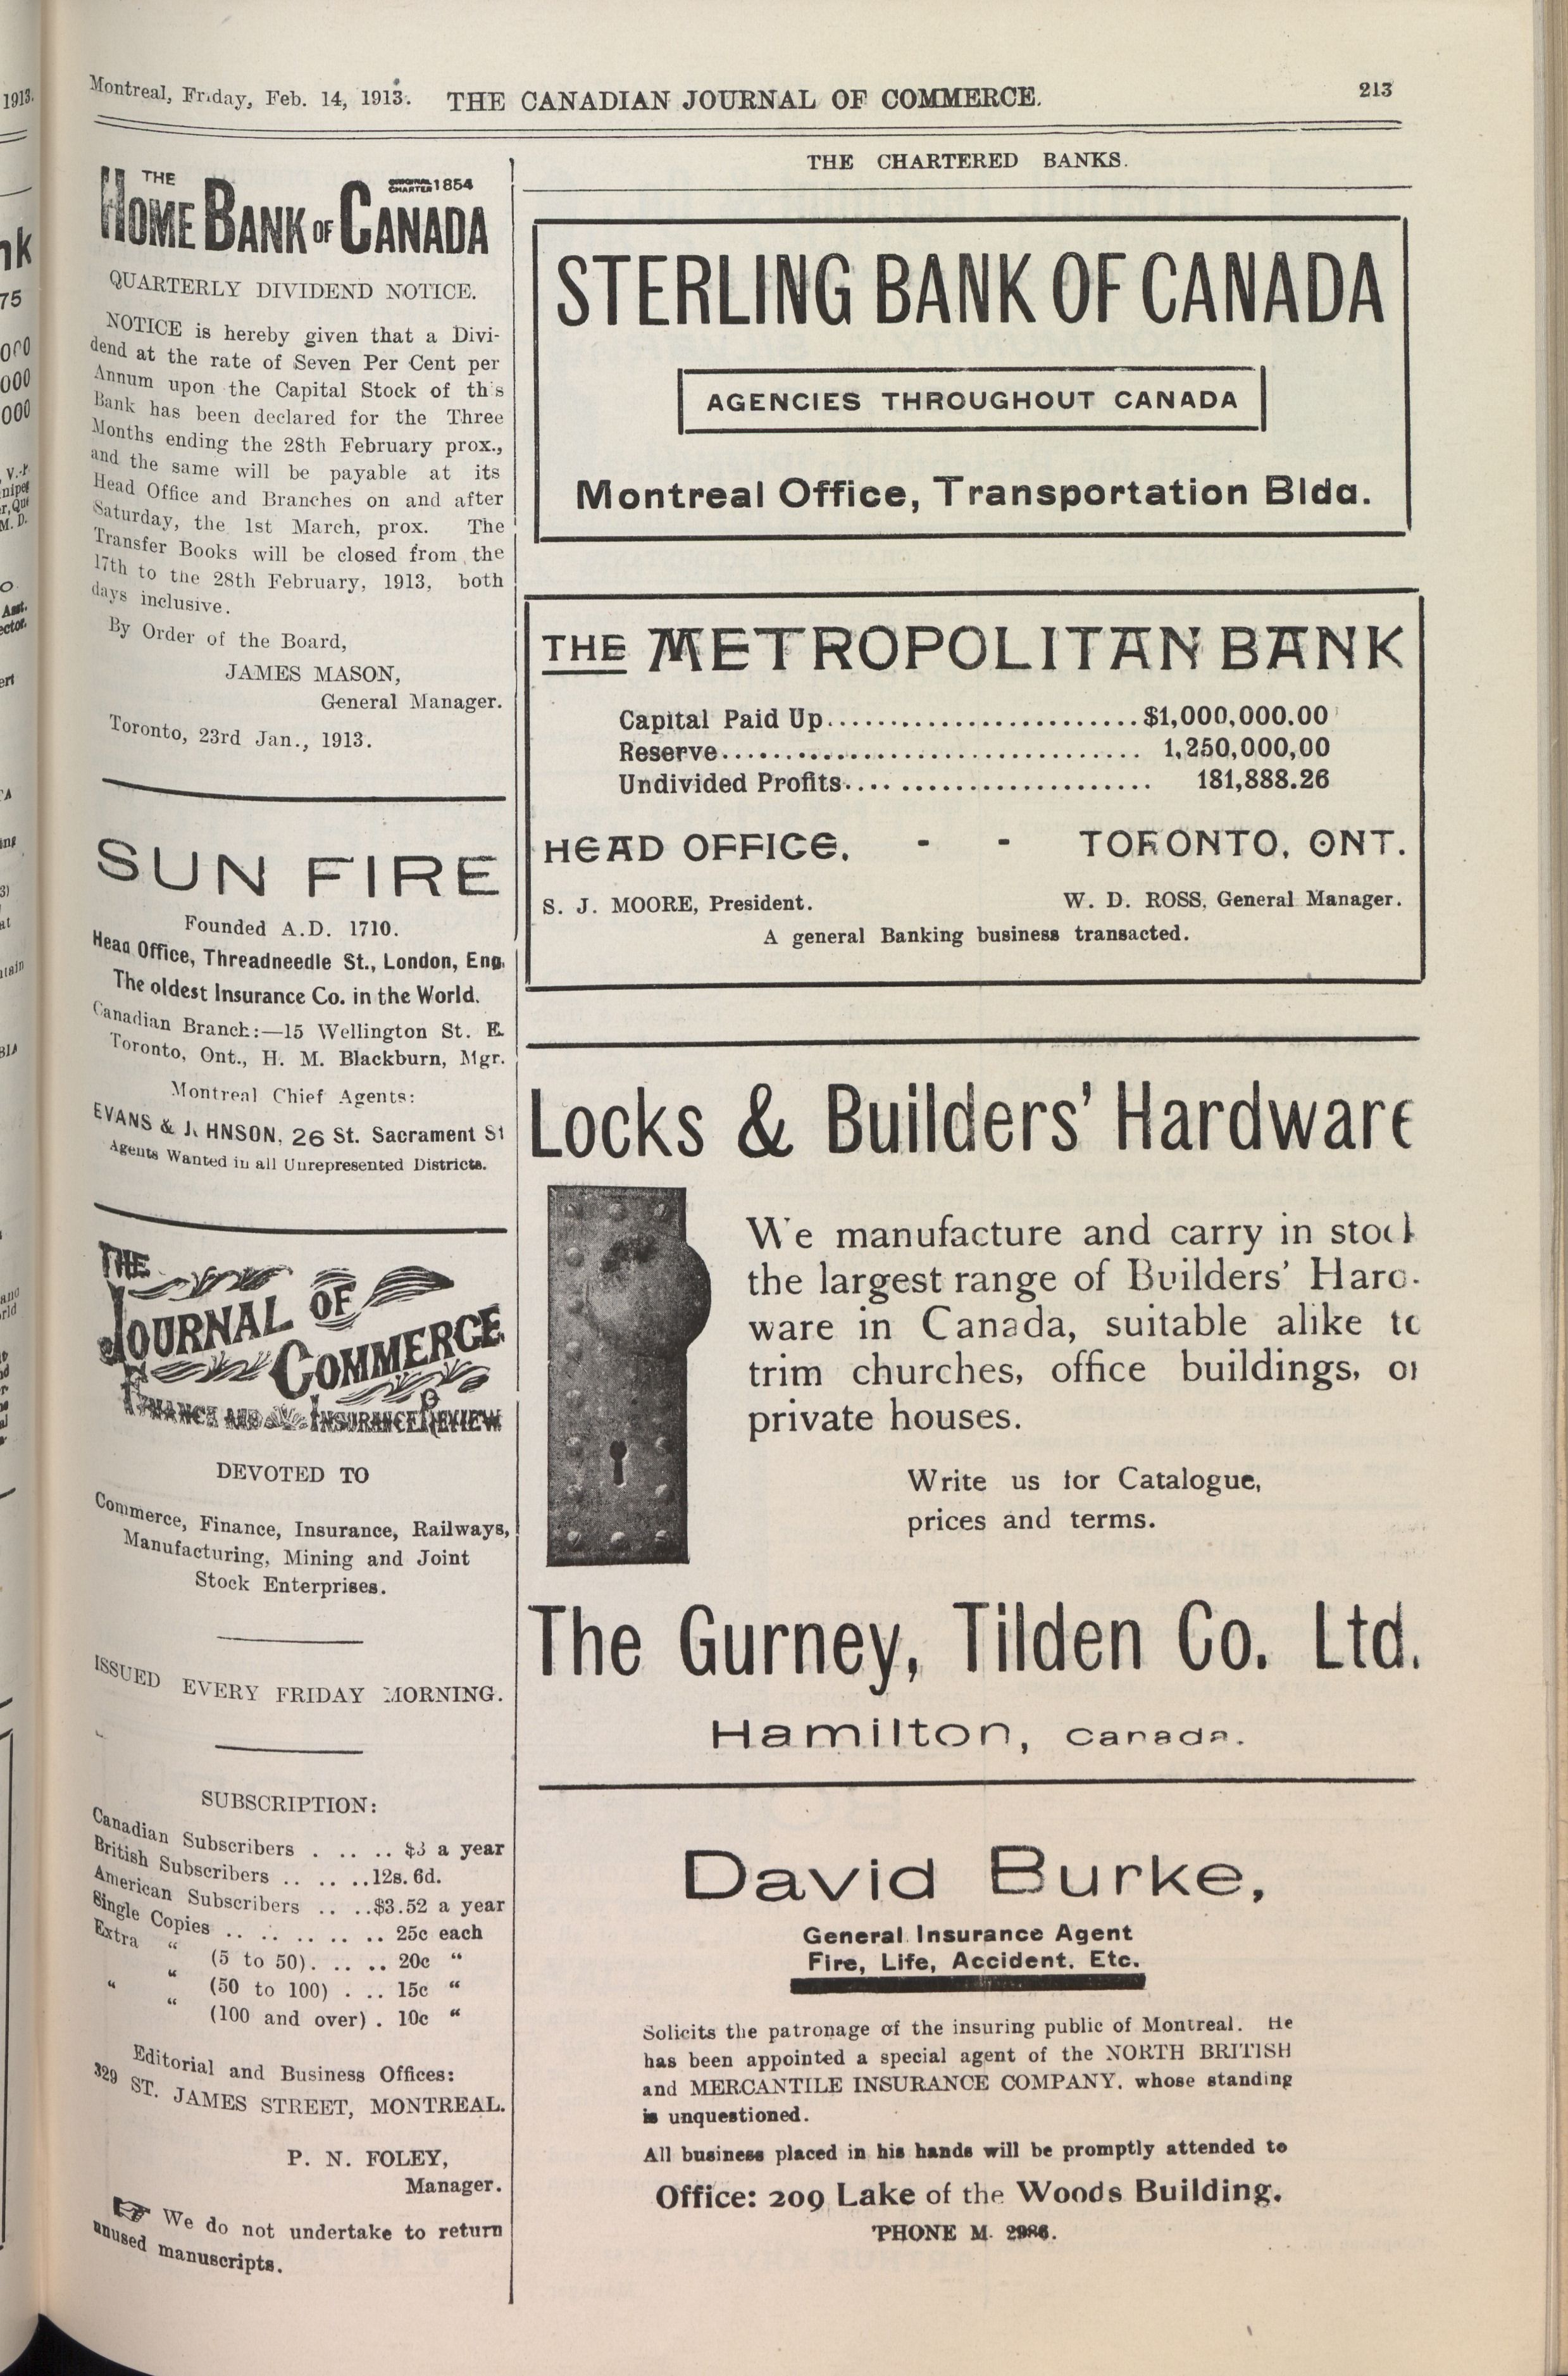 Montreal, Friday, Feb. 14, 1913. THE CANADIAN JOURNAL OF COMMERCE. 213
THE
HOME BANK OF CANADA
ORIGINAL CHARTER 1854
QUARTERLY DIVIDEND NOTICE.
NOTICE is hereby given that a Divi-
dend at the rate of Seven Per Cent per
Annum upon the Capital Stock of this
Bank has been declared for the Three
Months ending the 28th February prox.,
and the same will be payable at its
Head Office and Branches on and after
Saturday, the 1st March, prox. The
Transfer Books will be closed from the
17th to the 28th February, 1913, both
days inclusive.
By Order of the Board,
JAMES MASON,
General Manager.
Toronto, 23rd Jan., 1913.
SUN FIRE
Founded A.D. 1710.
Head Office, Threadneedle St., London, Eng.
The oldest Insurance Co. in the World.
Canadian Branch:—15 Wellington St. E.
Toronto, Ont., H. M. Blackburn, Mgr.
Montreal Chief Agents:
EVANS & JOHNSON, 26 St. Sacrament St
Agents Wanted in all Unrepresented Districts.
THE
JOURNAL OF
COMMERCE
FINANCE AND INSURANCE REVIEW
DEVOTED TO
Commerce, Finance, Insurance, Railways,
Manufacturing, Mining and Joint
Stock Enterprises.
ISSUED EVERY FRIDAY MORNING.
SUBSCRIPTION:
Canadian Subscribers . .. .. $3 a year
British Subscribers .. .. ..12s. 6d.
American Subscribers .. ..$3.52 a year
Single Copies .. .. .. .. .. 25c each
Extra “ (5 to 50). .. .. 20c “
“ “ (50 to 100) . .. 15c “
“ (100 and over) . 10c “
Editorial and Business Offices:
329 ST. JAMES STREET, MONTREAL.
P. N. FOLEY,
Manager.
☞ We do not undertake to return
unused manuscripts.
THE CHARTERED BANKS.
STERLING BANK OF CANADA
AGENCIES THROUGHOUT CANADA
Montreal Office, Transportation Bldg.
THE METROPOLITAN BANK
Capital Paid Up..........................$1,000,000.00
Reserve................................... 1,250,000,00
Undivided Profits......................... 181,888.26
HEAD OFFICE. - - TORONTO, ONT.
S. J. MOORE, President. W. D. ROSS, General Manager.
A general Banking business transacted.
Locks & Builders’ Hardware
We manufacture and carry in stock
the largest range of Builders’ Hard-
ware in Canada, suitable alike to
trim churches, office buildings, or
private houses.
Write us for Catalogue,
prices and terms.
The Gurney, Tilden Co. Ltd.
Hamilton, Canada.
David Burke,
General Insurance Agent
Fire, Life, Accident, Etc.
Solicits the patronage of the insuring public of Montreal. He
has been appointed a special agent of the NORTH BRITISH
and MERCANTILE INSURANCE COMPANY, whose standing
is unquestioned.
All business placed in his hands will be promptly attended to
Office: 209 Lake of the Woods Building.
'PHONE M. 2986.